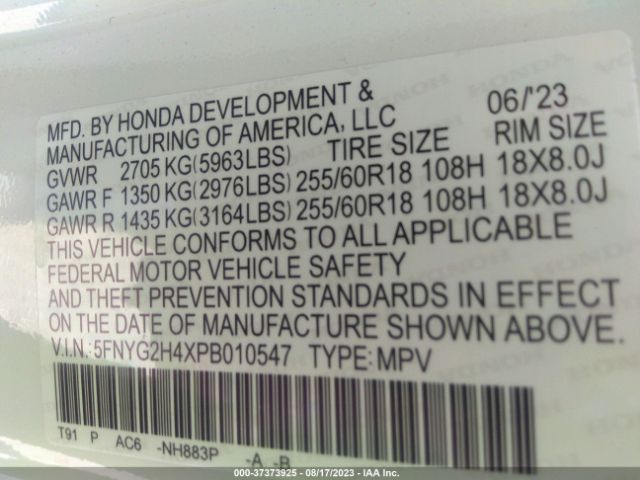 MFD. BY HONDA DEVELOPMENT &
MANUFACTURING OF AMERICA, LLC 06/'23
GVWR 2705 KG(5963LBS) TIRE SIZE RIM SIZE
GAWR F 1350 KG(2976LBS) 255/60R18 108H 18X8.0J
GAWR R 1435 KG(3164LBS) 255/60R18 108H 18X8.0J
THIS VEHICLE CONFORMS TO ALL APPLICABLE
FEDERAL MOTOR VEHICLE SAFETY
AND THEFT PREVENTION STANDARDS IN EFFECT
ON THE DATE OF MANUFACTURE SHOWN ABOVE.
V.I.N.:5FNYG2H4XPB010547 TYPE:MPV
T91 P AC6 -NH883P -A -B
000-37373925 - 08/17/2023 - IAA Inc.